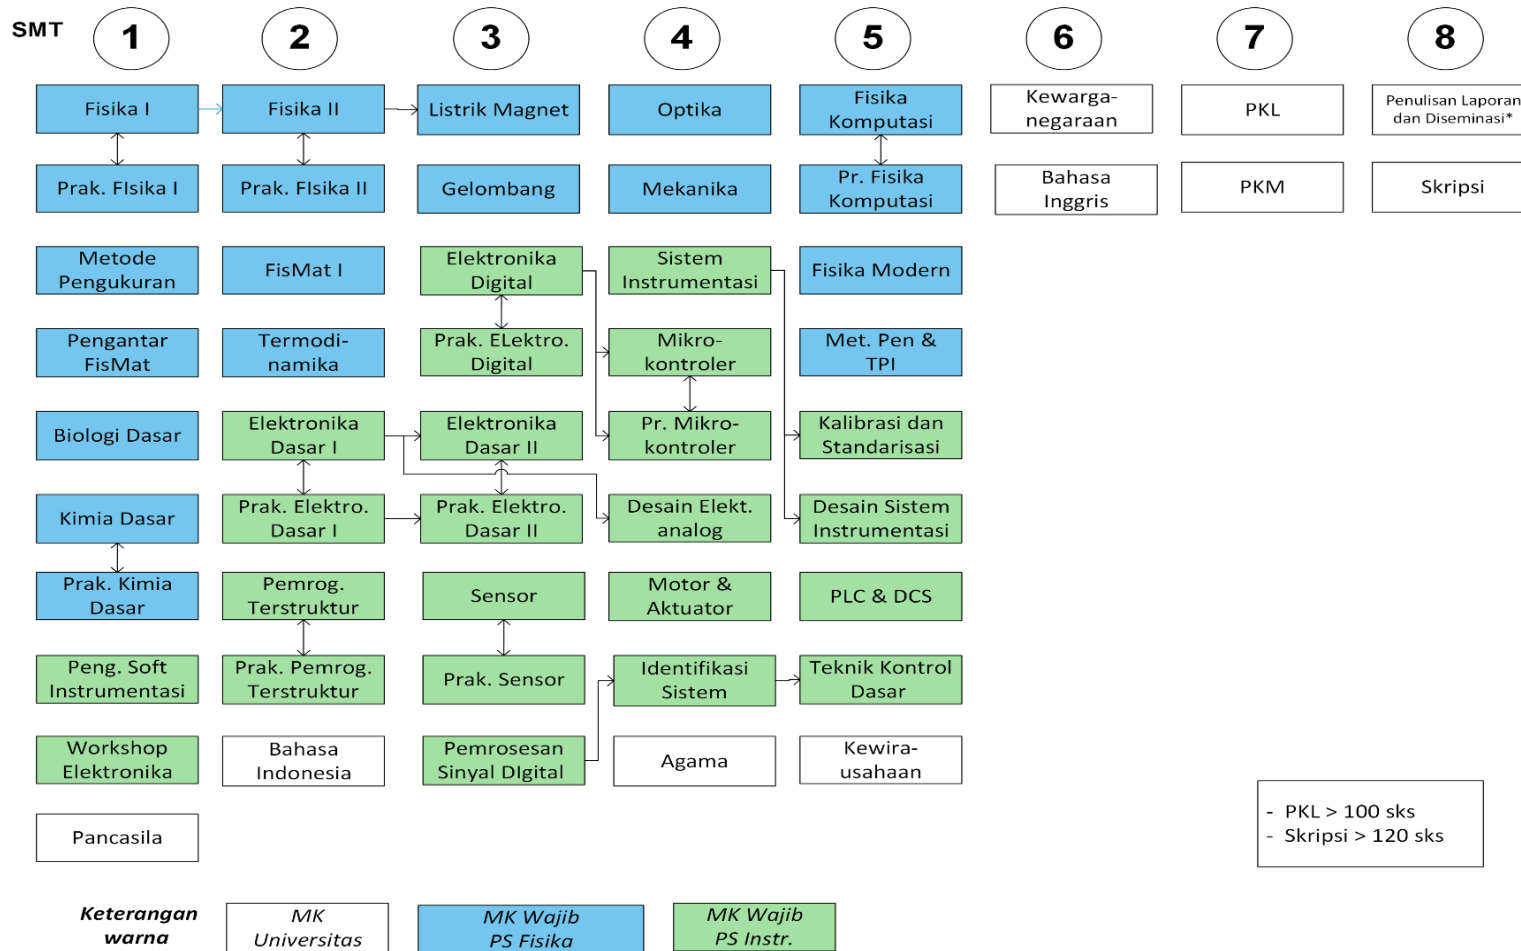 SMT
1
2
3
4
5
6
7
8
Fisika I
Fisika II
Listrik Magnet
Optika
Fisika
Komputasi
Kewarga-
negaraan
PKL
Penulisan Laporan
dan Diseminasi*
Prak. FIsika I
Prak. FIsika II
Gelombang
Mekanika
Pr. Fisika
Komputasi
Bahasa
Inggris
PKM
Skripsi
Metode
Pengukuran
FisMat I
Elektronika
Digital
Sistem
Instrumentasi
Fisika Modern
Pengantar
FisMat
Termodi-
namika
Prak. ELektro.
Digital
Mikro-
kontroler
Met. Pen &
TPI
Biologi Dasar
Elektronika
Dasar I
Elektronika
Dasar II
Pr. Mikro-
kontroler
Kalibrasi dan
Standarisasi
Kimia Dasar
Prak. Elektro.
Dasar I
Prak. Elektro.
Dasar II
Desain Elekt.
analog
Desain Sistem
Instrumentasi
Prak. Kimia
Dasar
Pemrog.
Terstruktur
Sensor
Motor &
Aktuator
PLC & DCS
Peng. Soft
Instrumentasi
Prak. Pemrog.
Terstruktur
Prak. Sensor
Identifikasi
Sistem
Teknik Kontrol
Dasar
Workshop
Elektronika
Bahasa
Indonesia
Pemrosesan
Sinyal DIgital
Agama
Kewira-
usahaan
Pancasila
- PKL > 100 sks
- Skripsi > 120 sks
Keterangan
warna
MK
Universitas
MK Wajib
PS Fisika
MK Wajib
PS Instr.